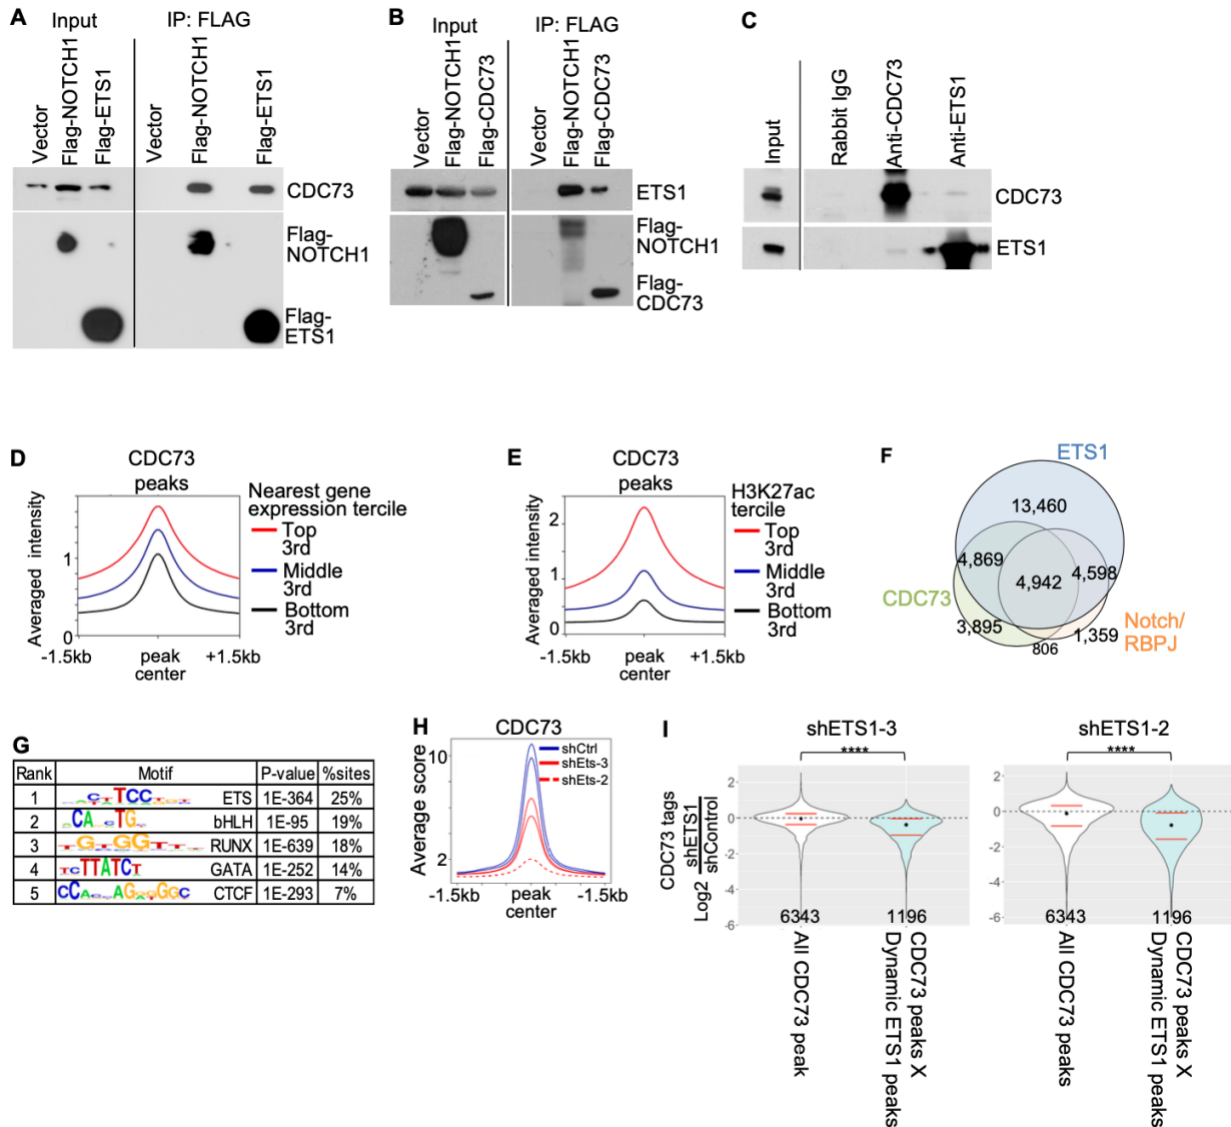 A
Input
IP: FLAG
Vector
Flag-NOTCH1
Flag-ETS1
Vector
Flag-NOTCH1
Flag-ETS1
CDC73
Flag-
NOTCH1
Flag-
ETS1
B
Input
IP: FLAG
Vector
Flag-NOTCH1
Flag-CDC73
Vector
Flag-NOTCH1
Flag-CDC73
ETS1
Flag-
NOTCH1
Flag-
CDC73
C
Input
Rabbit IgG
Anti-CDC73
Anti-ETS1
CDC73
ETS1
D
CDC73
peaks
Averaged intensity
1
0
-1.5kb
peak
center
+1.5kb
Nearest gene
expression tercile
Top
3rd
Middle
3rd
Bottom
3rd
E
CDC73
peaks
Averaged intensity
2
1
0
-1.5kb
peak
center
+1.5kb
H3K27ac
tercile
Top
3rd
Middle
3rd
Bottom
3rd
F
ETS1
13,460
4,869
4,942
4,598
CDC73
3,895
806
1,359
Notch/
RBPJ
G
Rank Motif P-value %sites
1 ETS 1E-364 25%
2 bHLH 1E-95 19%
3 RUNX 1E-639 18%
4 GATA 1E-252 14%
5 CTCF 1E-293 7%
H
CDC73
Average score
10
2
shCtrl
shEts-3
shEts-2
-1.5kb
peak
center
-1.5kb
I
shETS1-3
****
CDC73 tags
Log2 shETS1
shControl
2
0
-2
-4
-6
6343
1196
All CDC73 peak
CDC73 peaks X
Dynamic ETS1 peaks
shETS1-2
****
2
0
-2
-4
-6
6343
1196
All CDC73 peaks
CDC73 peaks X
Dynamic ETS1 peaks